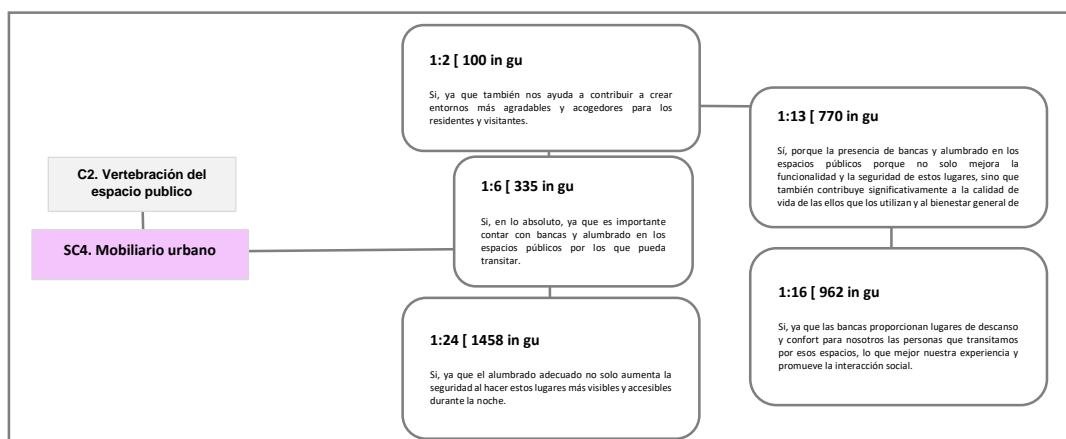 C2. Vertebración del
espacio publico
SC4. Mobiliario urbano
1:2 [ 100 in gu
Si, ya que también nos ayuda a contribuir a crear
entornos más agradables y acogedores para los
residentes y visitantes.
1:6 [ 335 in gu
Si, en lo absoluto, ya que es importante
contar con bancas y alumbrado en los
espacios públicos por los que pueda
transitar.
1:24 [ 1458 in gu
Si, ya que el alumbrado adecuado no solo aumenta la
seguridad al hacer estos lugares más visibles y accesibles
durante la noche.
1:13 [ 770 in gu
Sí, porque la presencia de bancas y alumbrado en los
espacios públicos porque no solo mejora la
funcionalidad y la seguridad de estos lugares, sino que
también contribuye significativamente a la calidad de
vida de las ellos que los utilizan y al bienestar general de
1:16 [ 962 in gu
Si, ya que las bancas proporcionan lugares de descanso
y confort para nosotros las personas que transitamos
por esos espacios, lo que mejor nuestra experiencia y
promueve la interacción social.